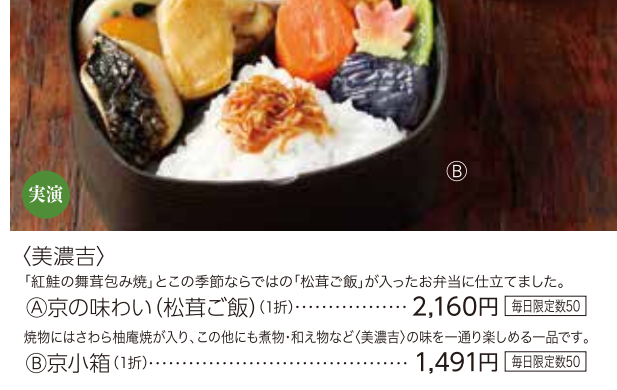 Ⓑ
実演
〈美濃吉〉
「紅鮭の舞茸包み焼」とこの季節ならではの「松茸ご飯」が入ったお弁当に仕立てました。
Ⓐ京の味わい(松茸ご飯)(1折)‥‥‥‥‥‥ 2,160円 毎日限定数50
焼物にはさわら柚庵焼が入り、この他にも煮物・和え物など〈美濃吉〉の味を一通り楽しめる一品です。
Ⓑ京小箱(1折)‥‥‥‥‥‥‥‥‥‥‥‥‥ 1,491円 毎日限定数50